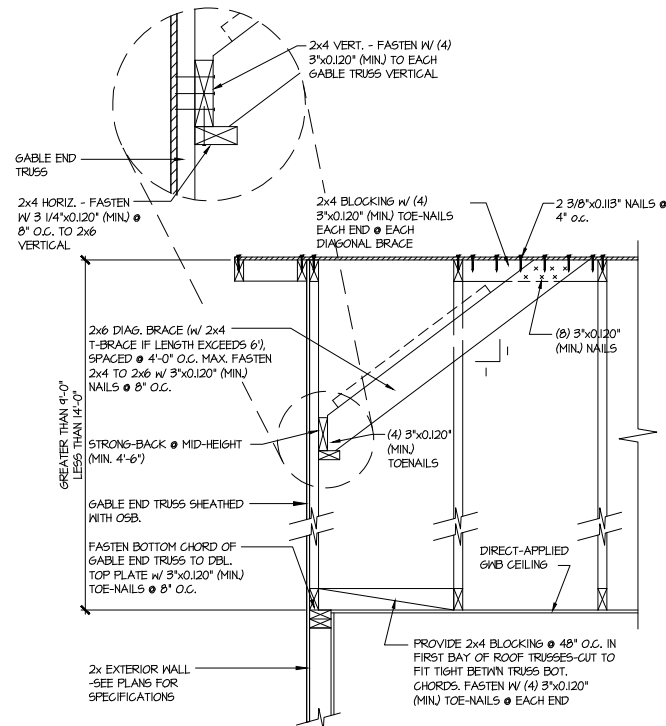 2x4 VERT. - FASTEN W/ (4)
3"x0.120" (MIN.) TO EACH
GABLE TRUSS VERTICAL
GABLE END
TRUSS
2x4 HORIZ. - FASTEN
W/ 3 1/4"x0.120" (MIN.) @
8" O.C. TO 2x6
VERTICAL
2x4 BLOCKING W/ (4)
3"x0.120" (MIN.) TOE-NAILS
EACH END @ EACH
DIAGONAL BRACE
2 3/8"x0.113" NAILS @
4" o.c.
2x6 DIAG. BRACE (W/ 2x4
T-BRACE IF LENGTH EXCEEDS 6'),
SPACED @ 4'-0" O.C. MAX. FASTEN
2x4 TO 2x6 W/ 3"x0.120" (MIN.)
NAILS @ 8" O.C.
(8) 3"x0.120"
(MIN.) NAILS
1
1
GREATER THAN 9'-0"
LESS THAN 14'-0"
STRONG-BACK @ MID-HEIGHT
(MIN. 4'-6")
(4) 3"x0.120"
(MIN.)
TOENAILS
GABLE END TRUSS SHEATHED
WITH OSB.
FASTEN BOTTOM CHORD OF
GABLE END TRUSS TO DBL.
TOP PLATE W/ 3"x0.120" (MIN.)
TOE-NAILS @ 8" O.C.
DIRECT-APPLIED
GWB CEILING
2x EXTERIOR WALL
-SEE PLANS FOR
SPECIFICATIONS
PROVIDE 2x4 BLOCKING @ 48" O.C. IN
FIRST BAY OF ROOF TRUSSES-CUT TO
FIT TIGHT BETW'N TRUSS BOT.
CHORDS. FASTEN W/ (4) 3"x0.120"
(MIN.) TOE-NAILS @ EACH END